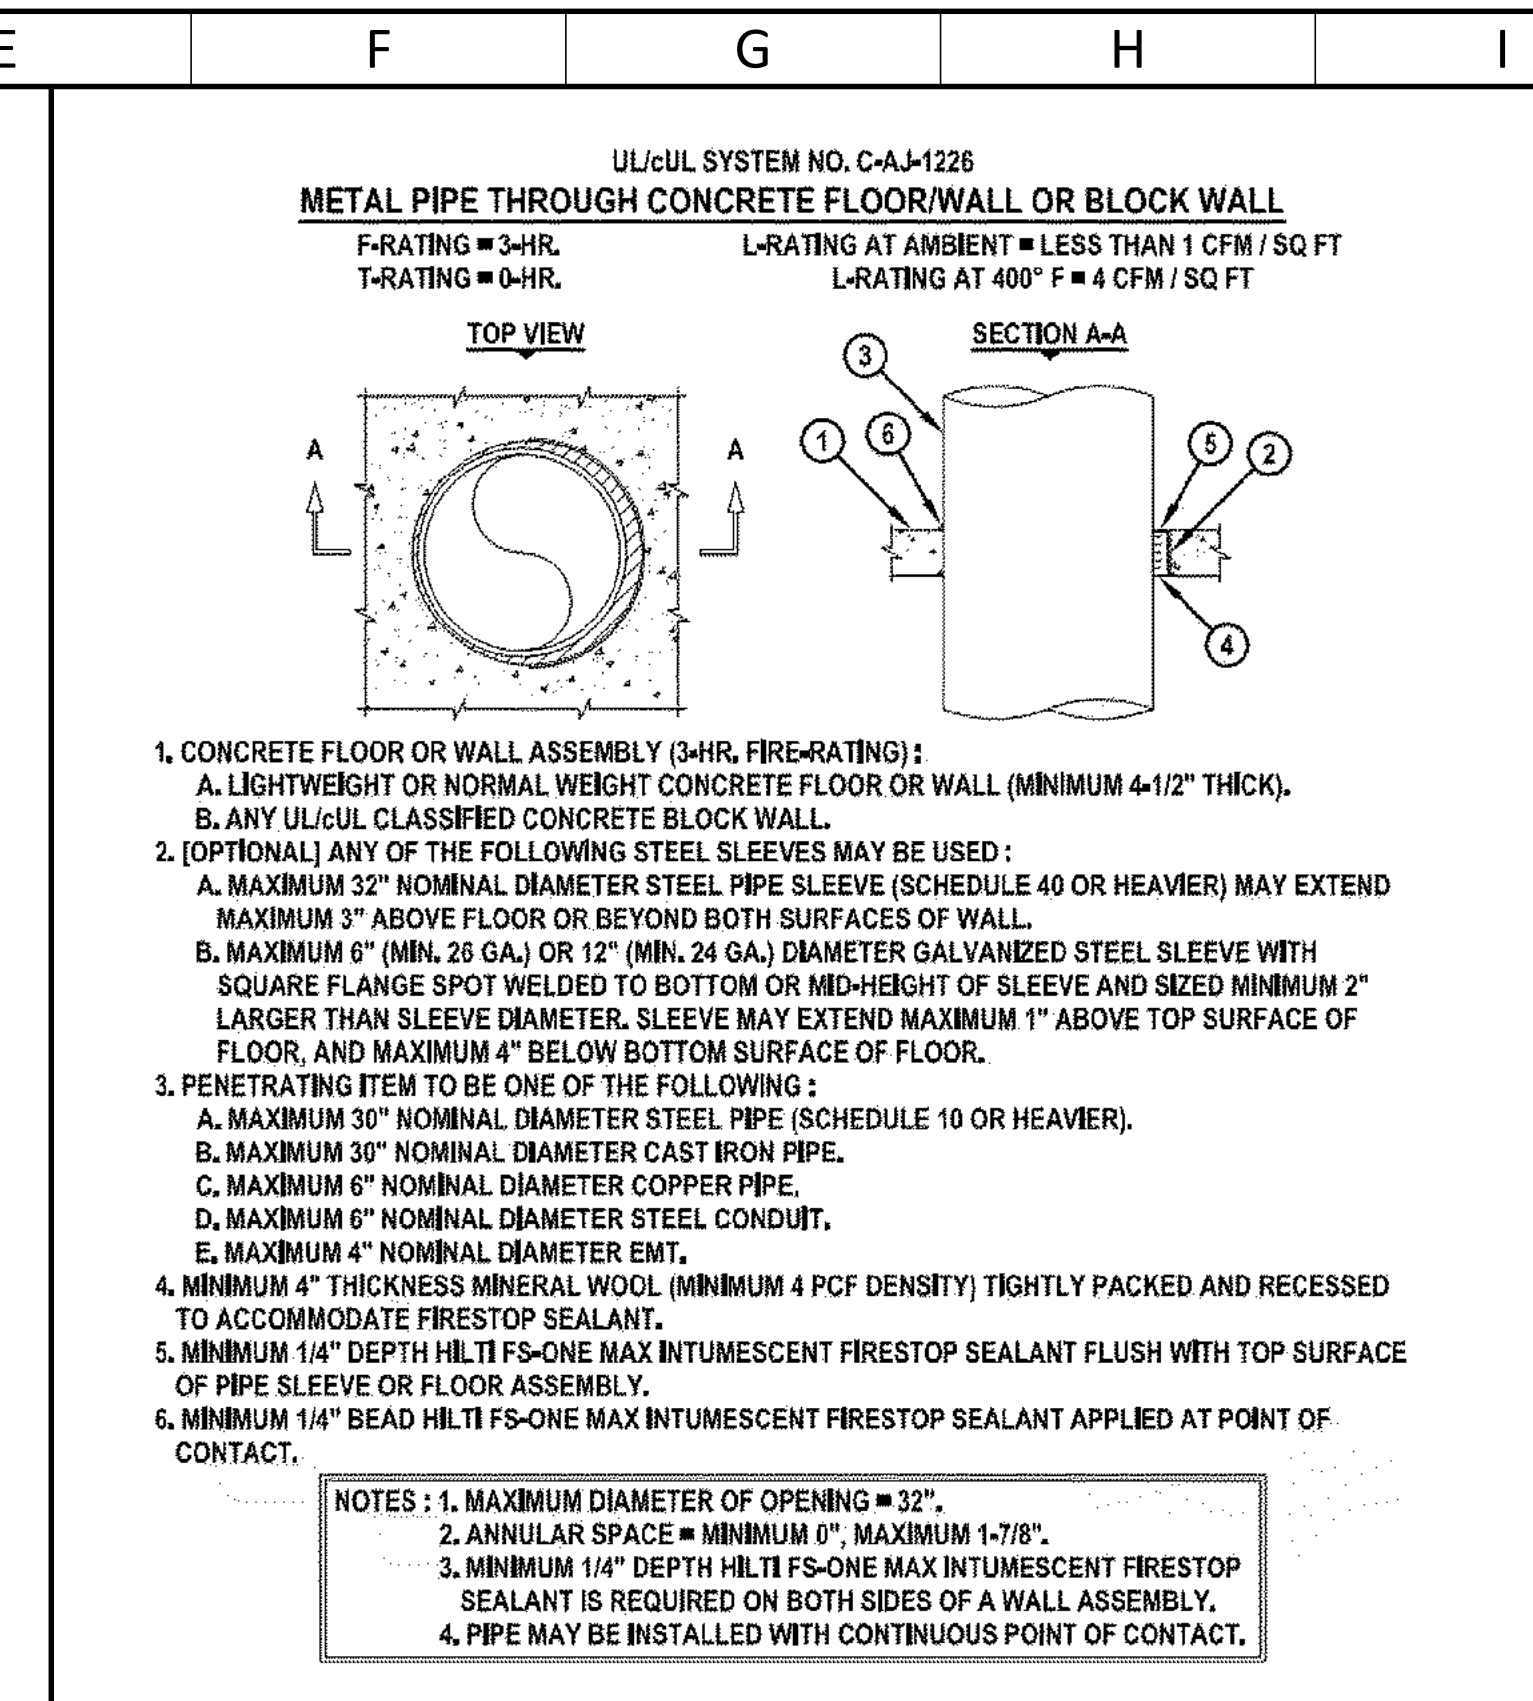 E F G H I
UL/cUL SYSTEM NO. C-AJ-1226
METAL PIPE THROUGH CONCRETE FLOOR/WALL OR BLOCK WALL
F-RATING = 3-HR. L-RATING AT AMBIENT = LESS THAN 1 CFM / SQ FT
T-RATING = 0-HR. L-RATING AT 400° F = 4 CFM / SQ FT
TOP VIEW SECTION A-A
3
1 6 5 2
A A
4
1. CONCRETE FLOOR OR WALL ASSEMBLY (3-HR. FIRE-RATING) :
A. LIGHTWEIGHT OR NORMAL WEIGHT CONCRETE FLOOR OR WALL (MINIMUM 4-1/2" THICK).
B. ANY UL/cUL CLASSIFIED CONCRETE BLOCK WALL.
2. [OPTIONAL] ANY OF THE FOLLOWING STEEL SLEEVES MAY BE USED :
A. MAXIMUM 32" NOMINAL DIAMETER STEEL PIPE SLEEVE (SCHEDULE 40 OR HEAVIER) MAY EXTEND
MAXIMUM 3" ABOVE FLOOR OR BEYOND BOTH SURFACES OF WALL.
B. MAXIMUM 6" (MIN. 26 GA.) OR 12" (MIN. 24 GA.) DIAMETER GALVANIZED STEEL SLEEVE WITH
SQUARE FLANGE SPOT WELDED TO BOTTOM OR MID-HEIGHT OF SLEEVE AND SIZED MINIMUM 2"
LARGER THAN SLEEVE DIAMETER. SLEEVE MAY EXTEND MAXIMUM 1" ABOVE TOP SURFACE OF
FLOOR, AND MAXIMUM 4" BELOW BOTTOM SURFACE OF FLOOR.
3. PENETRATING ITEM TO BE ONE OF THE FOLLOWING :
A. MAXIMUM 30" NOMINAL DIAMETER STEEL PIPE (SCHEDULE 10 OR HEAVIER).
B. MAXIMUM 30" NOMINAL DIAMETER CAST IRON PIPE.
C. MAXIMUM 6" NOMINAL DIAMETER COPPER PIPE.
D. MAXIMUM 6" NOMINAL DIAMETER STEEL CONDUIT.
E. MAXIMUM 4" NOMINAL DIAMETER EMT.
4. MINIMUM 4" THICKNESS MINERAL WOOL (MINIMUM 4 PCF DENSITY) TIGHTLY PACKED AND RECESSED
TO ACCOMMODATE FIRESTOP SEALANT.
5. MINIMUM 1/4" DEPTH HILTI FS-ONE MAX INTUMESCENT FIRESTOP SEALANT FLUSH WITH TOP SURFACE
OF PIPE SLEEVE OR FLOOR ASSEMBLY.
6. MINIMUM 1/4" BEAD HILTI FS-ONE MAX INTUMESCENT FIRESTOP SEALANT APPLIED AT POINT OF
CONTACT.
NOTES : 1. MAXIMUM DIAMETER OF OPENING = 32".
2. ANNULAR SPACE = MINIMUM 0", MAXIMUM 1-7/8".
3. MINIMUM 1/4" DEPTH HILTI FS-ONE MAX INTUMESCENT FIRESTOP
SEALANT IS REQUIRED ON BOTH SIDES OF A WALL ASSEMBLY.
4. PIPE MAY BE INSTALLED WITH CONTINUOUS POINT OF CONTACT.